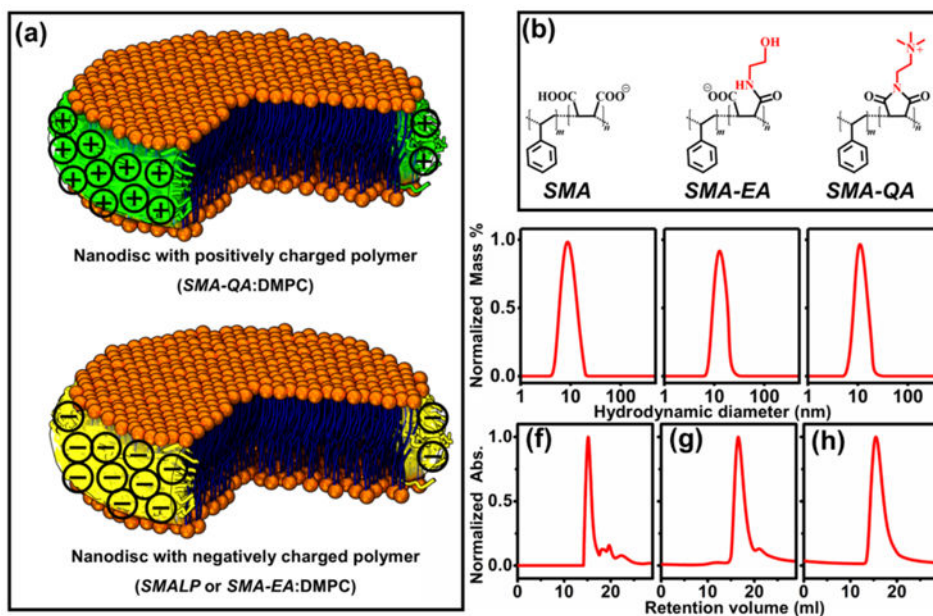 (a)
Nanodisc with positively charged polymer
(SMA-QA:DMPC)
Nanodisc with negatively charged polymer
(SMALP or SMA-EA:DMPC)
(b)
HOOC COO⊖
m n
SMA
OH
HN
⊖O O O
m n
SMA-EA
N+
N
O O
m n
SMA-QA
Normalized Mass %
1.0
0.5
0.0
1 10 100 1 10 100 1 10 100
Hydrodynamic diameter (nm)
Normalized Abs.
1.0
0.5
0.0
(f) (g) (h)
0 10 20 0 10 20 0 10 20
Retention volume (ml)